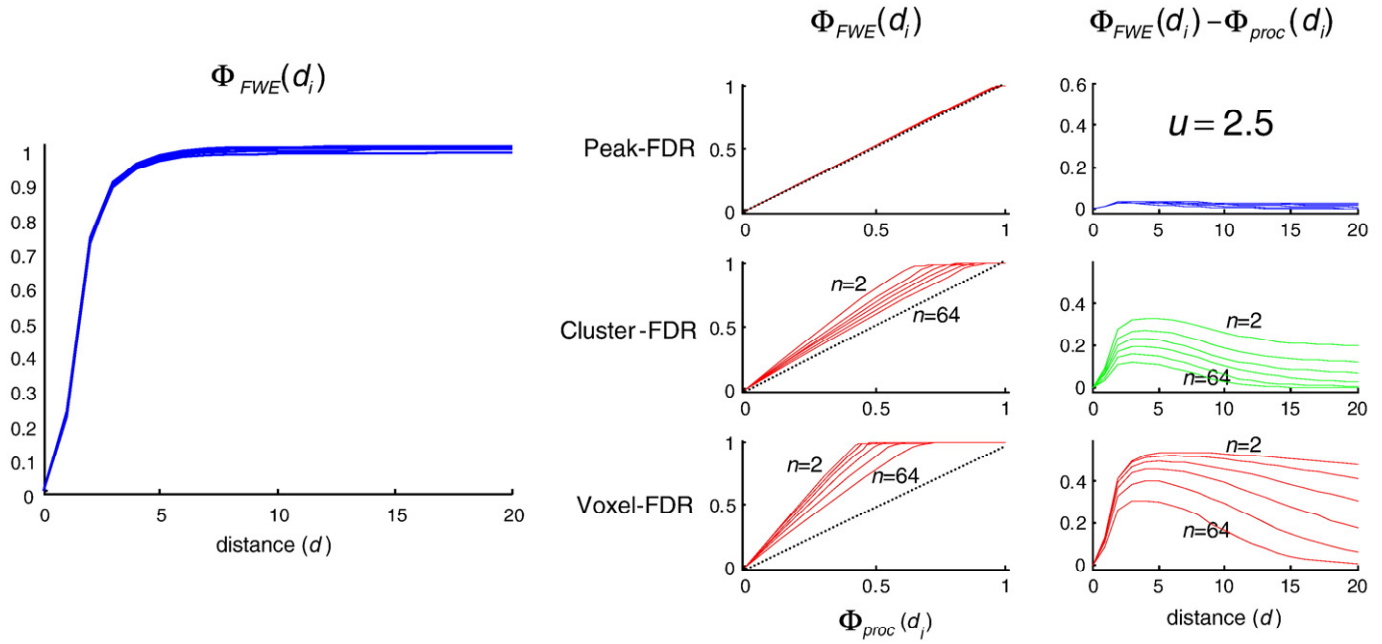 Φ_FWE(d_i)
1
0.9
0.8
0.7
0.6
0.5
0.4
0.3
0.2
0.1
0
0 5 10 15 20
distance (d)
Φ_FWE(d_i)
Φ_FWE(d_i) – Φ_proc(d_i)
Peak-FDR
1
0.5
0
0 0.5 1
0.6
0.4
0.2
0
u = 2.5
0 5 10 15 20
Cluster-FDR
1
0.5
0
n=2
n=64
0 0.5 1
0.4
0.2
0
n=2
n=64
0 5 10 15 20
Voxel-FDR
1
0.5
0
n=2
n=64
0 0.5 1
Φ_proc(d_i)
0.4
0.2
0
n=2
n=64
0 5 10 15 20
distance (d)